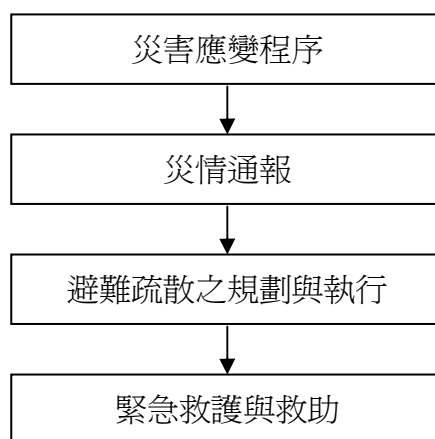 災害應變程序
災情通報
避難疏散之規劃與執行
緊急救護與救助